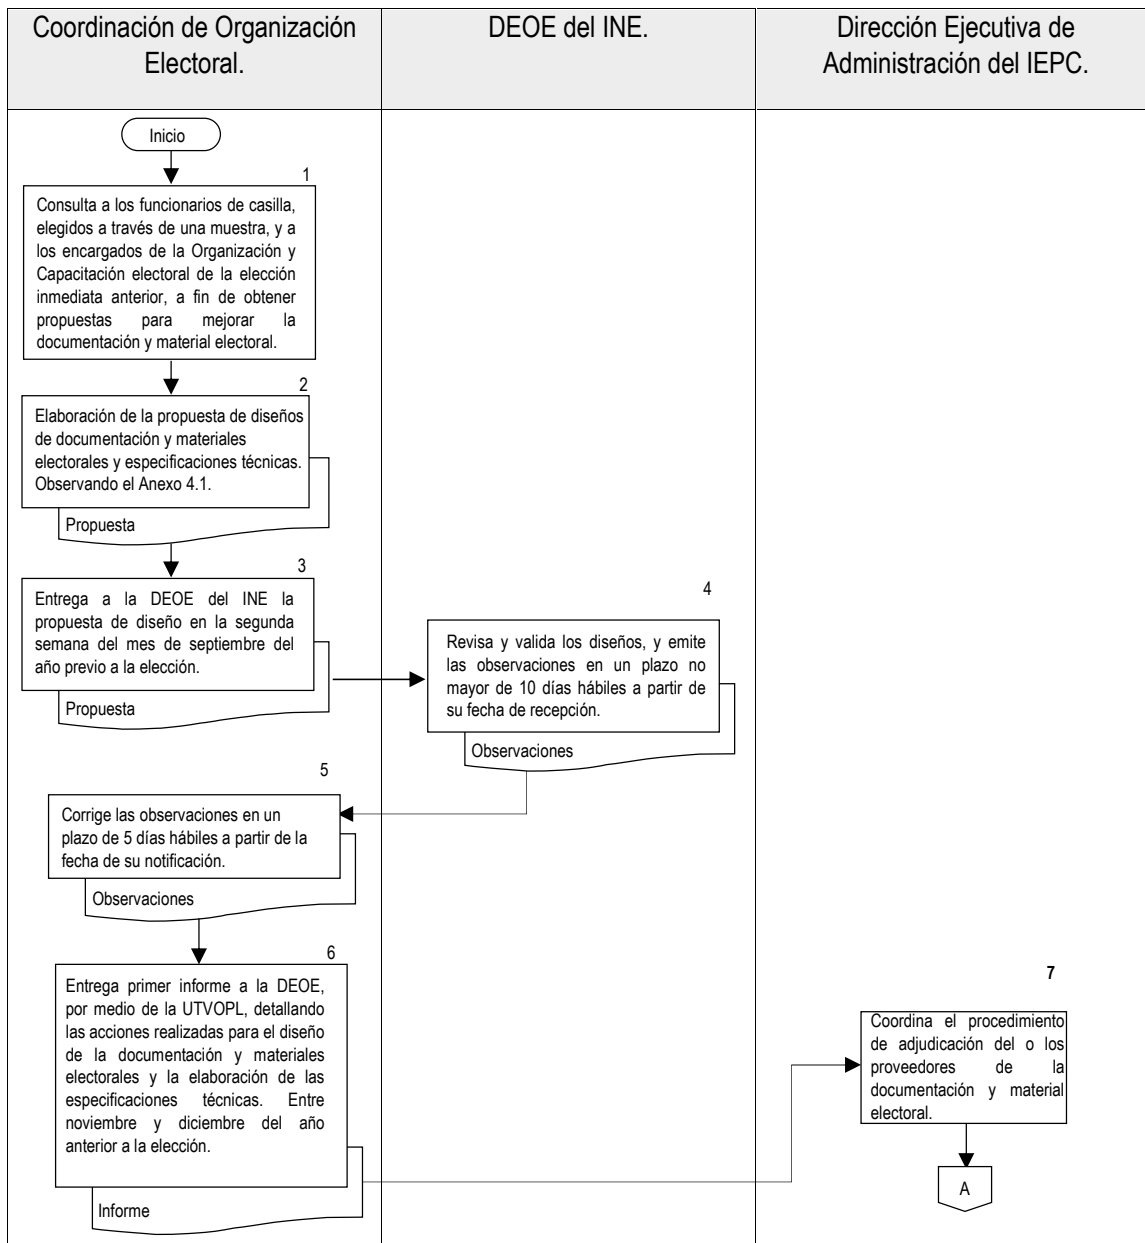 Coordinación de Organización
Electoral.
DEOE del INE.
Dirección Ejecutiva de
Administración del IEPC.
Inicio
1
Consulta a los funcionarios de casilla,
elegidos a través de una muestra, y a
los encargados de la Organización y
Capacitación electoral de la elección
inmediata anterior, a fin de obtener
propuestas para mejorar la
documentación y material electoral.
2
Elaboración de la propuesta de diseños
de documentación y materiales
electorales y especificaciones técnicas.
Observando el Anexo 4.1.
Propuesta
3
Entrega a la DEOE del INE la
propuesta de diseño en la segunda
semana del mes de septiembre del
año previo a la elección.
Propuesta
4
Revisa y valida los diseños, y emite
las observaciones en un plazo no
mayor de 10 días hábiles a partir de
su fecha de recepción.
Observaciones
5
Corrige las observaciones en un
plazo de 5 días hábiles a partir de la
fecha de su notificación.
Observaciones
6
Entrega primer informe a la DEOE,
por medio de la UTVOPL, detallando
las acciones realizadas para el diseño
de la documentación y materiales
electorales y la elaboración de las
especificaciones técnicas. Entre
noviembre y diciembre del año
anterior a la elección.
Informe
7
Coordina el procedimiento
de adjudicación del o los
proveedores de la
documentación y material
electoral.
A